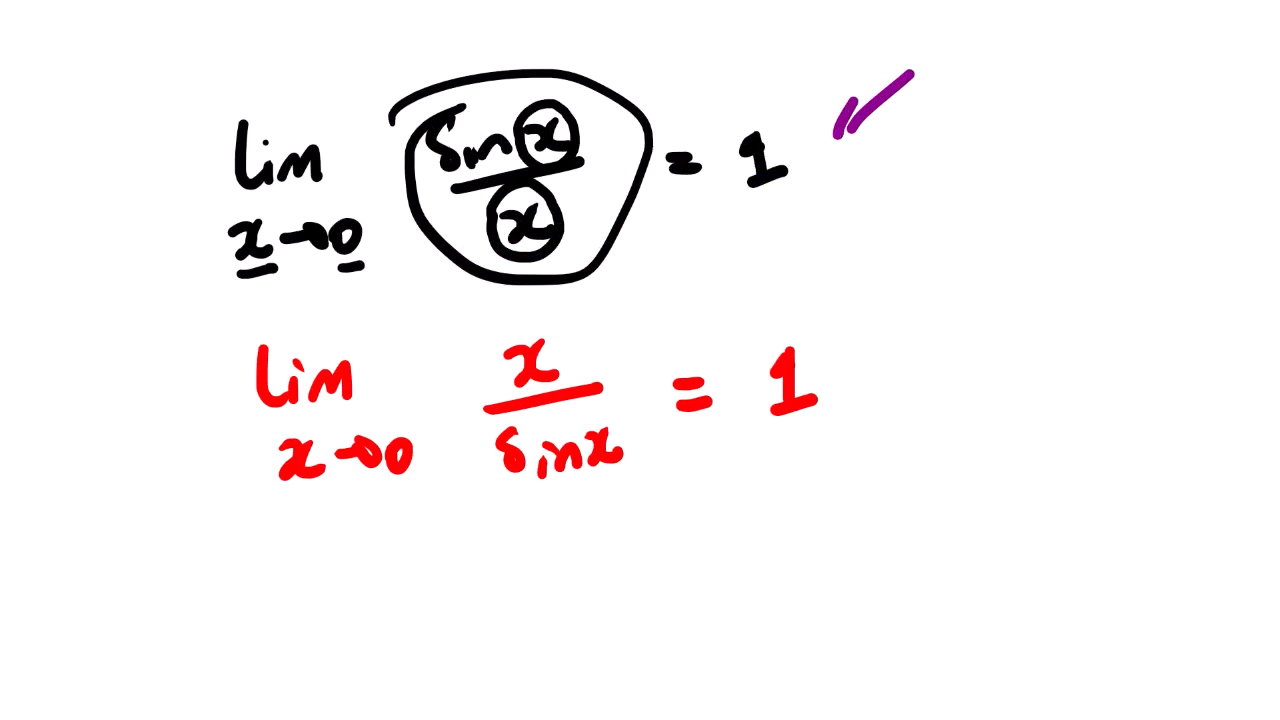 lim x→0 sin x / x = 1
lim x→0 x / sin x = 1